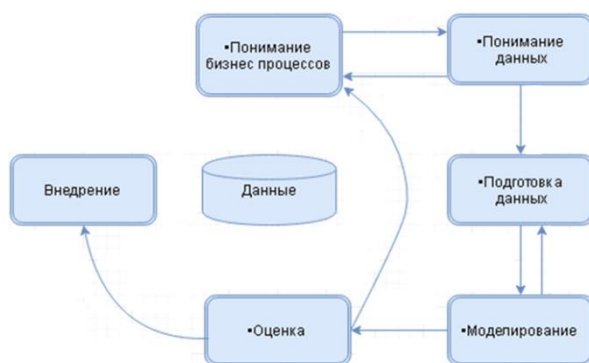 ▪Понимание
бизнес процессов
▪Понимание
данных
Внедрение
Данные
▪Подготовка
данных
▪Оценка
▪Моделирование